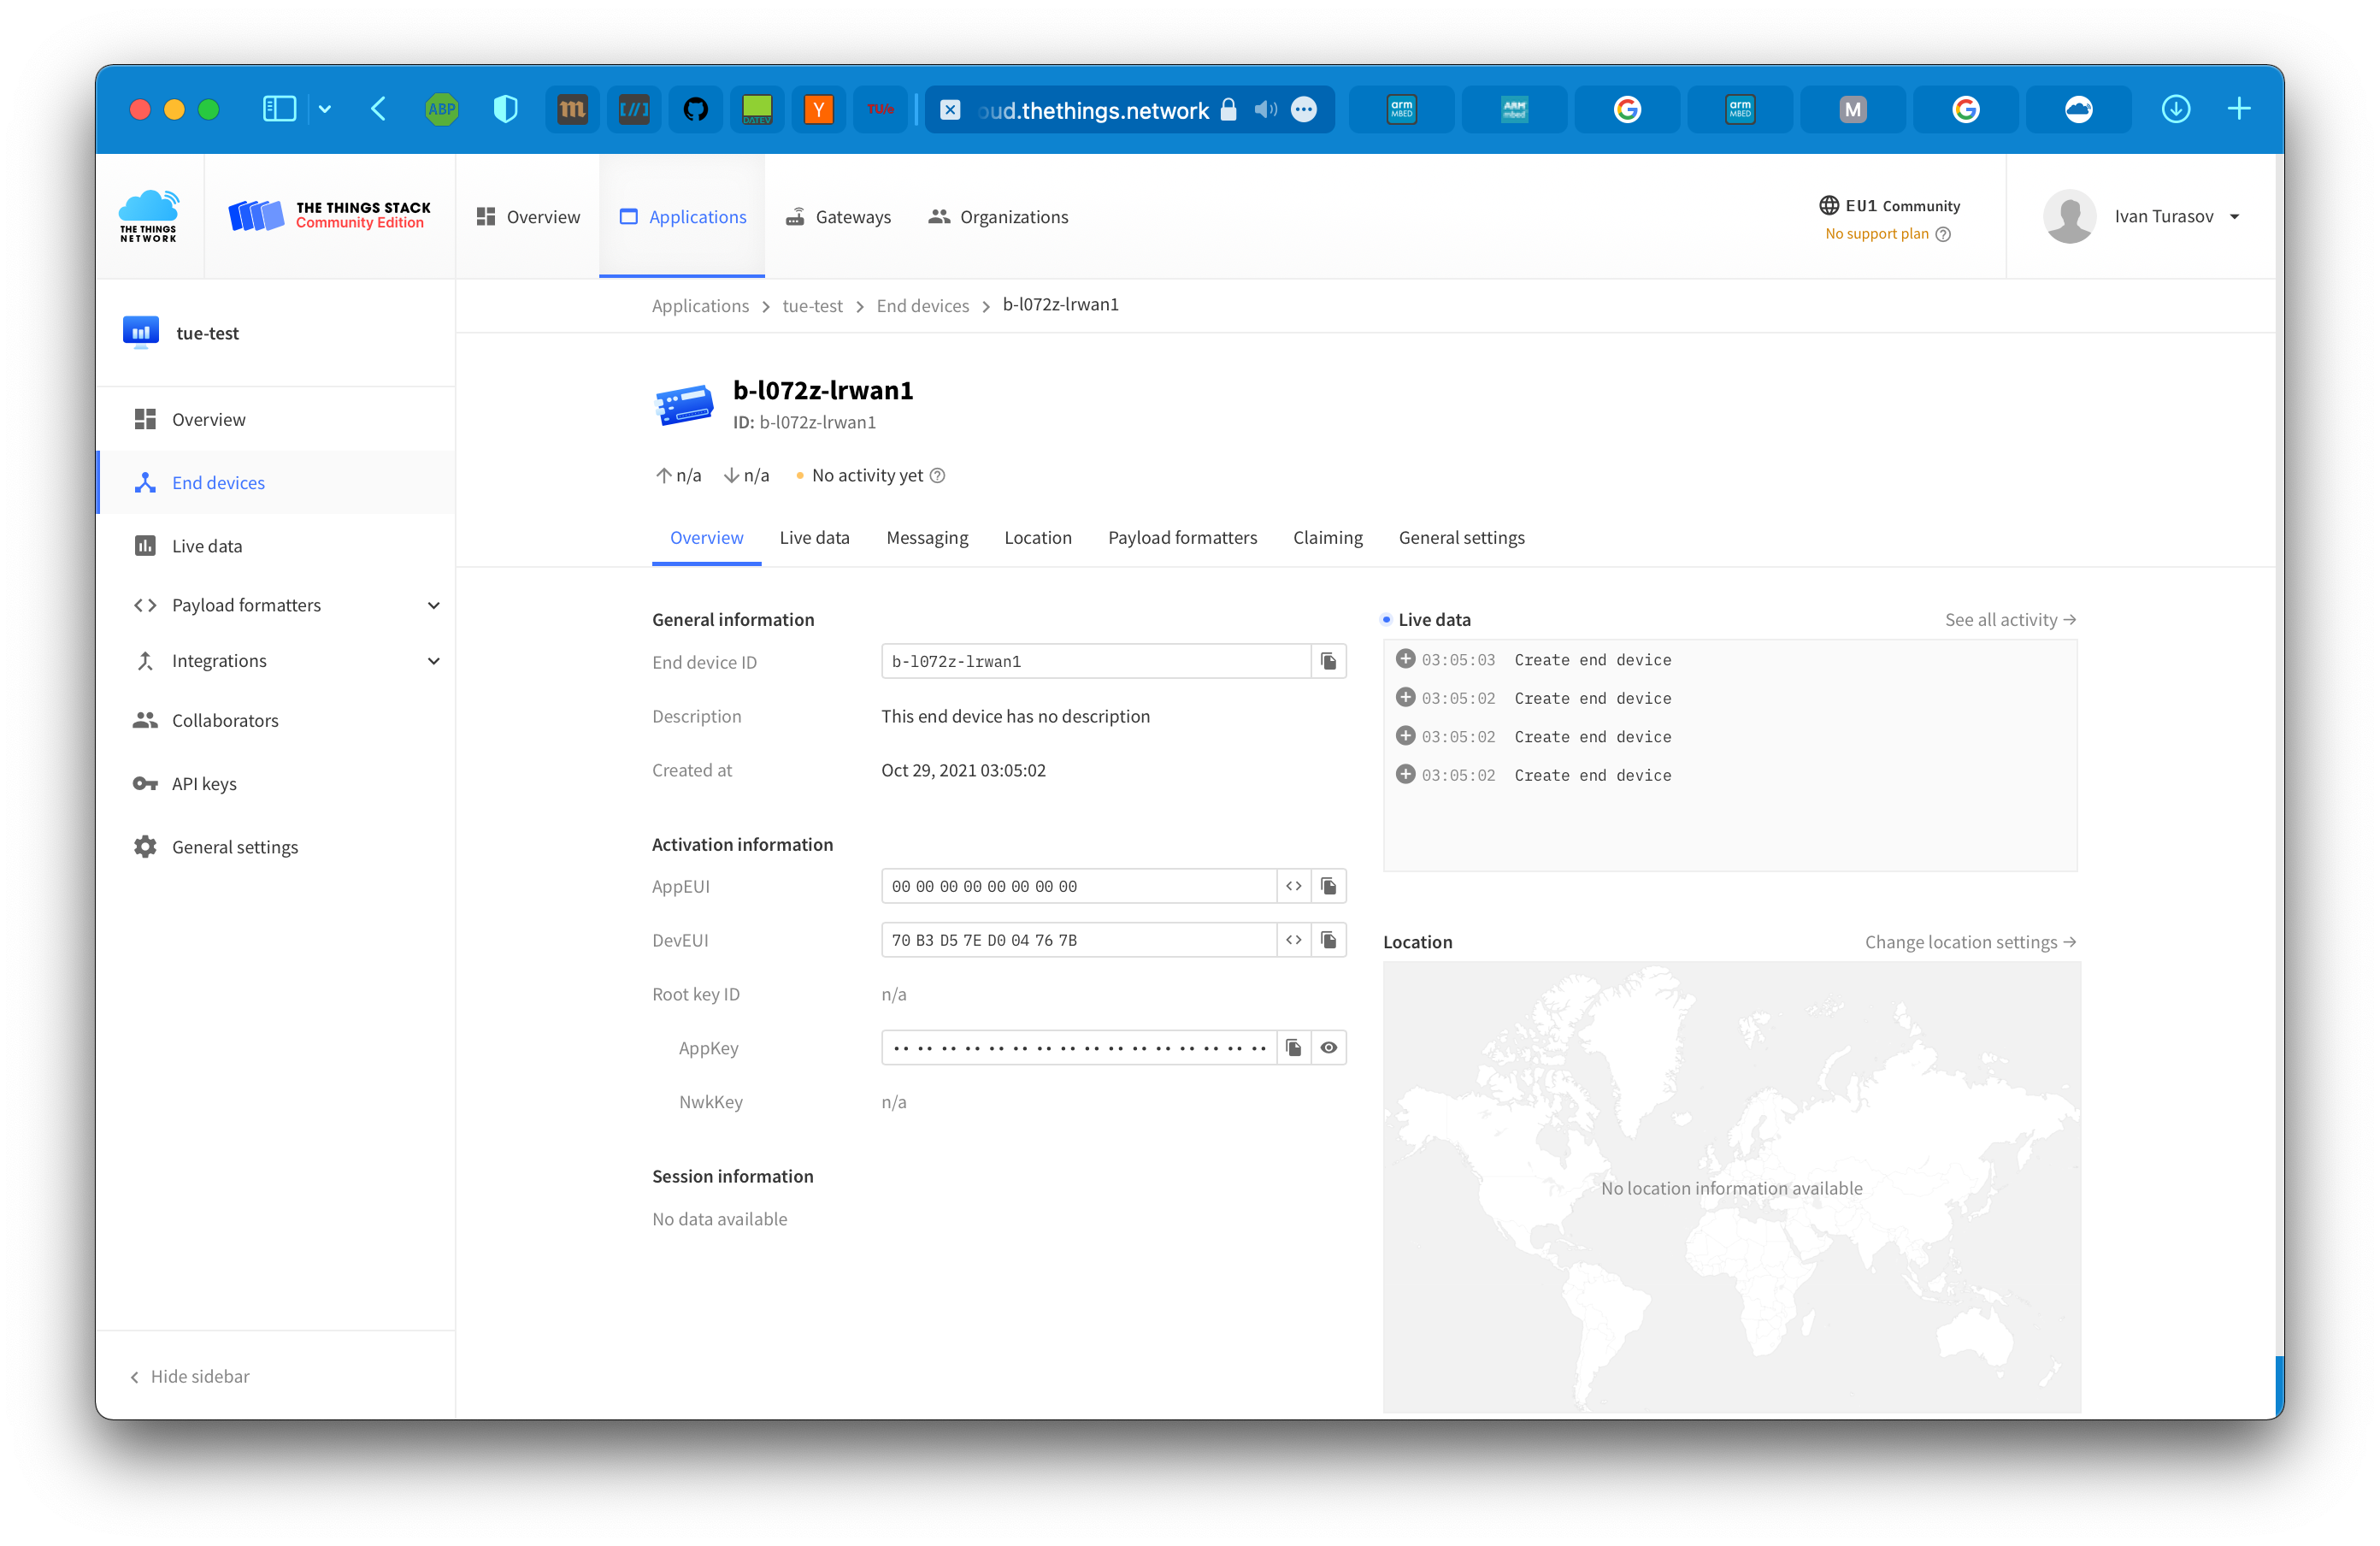 ABP
m
[//]
DATEV
Y
TU/e
oud.thethings.network
arm MBED
ARM mbed
G
arm MBED
M
G
THE THINGS NETWORK
THE THINGS STACK
Community Edition
Overview
Applications
Gateways
Organizations
EU1 Community
No support plan
Ivan Turasov
tue-test
Overview
End devices
Live data
Payload formatters
Integrations
Collaborators
API keys
General settings
Hide sidebar
Applications > tue-test > End devices > b-l072z-lrwan1
b-l072z-lrwan1
ID: b-l072z-lrwan1
n/a n/a No activity yet
Overview Live data Messaging Location Payload formatters Claiming General settings
General information
End device ID b-l072z-lrwan1
Description This end device has no description
Created at Oct 29, 2021 03:05:02
Activation information
AppEUI 00 00 00 00 00 00 00 00
DevEUI 70 B3 D5 7E D0 04 76 7B
Root key ID n/a
AppKey •• •• •• •• •• •• •• •• •• •• •• •• •• •• •• ••
NwkKey n/a
Session information
No data available
Live data See all activity →
03:05:03 Create end device
03:05:02 Create end device
03:05:02 Create end device
03:05:02 Create end device
Location Change location settings →
No location information available